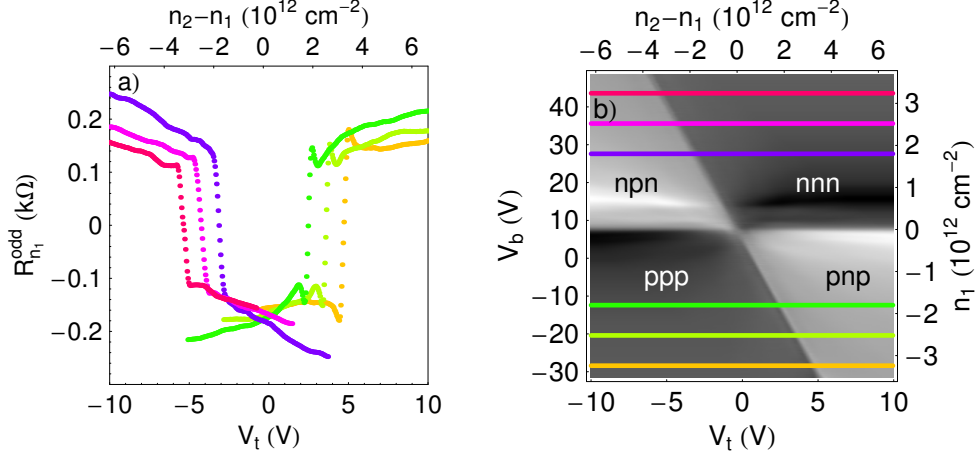 n₂−n₁ (10¹² cm⁻²)
−6 −4 −2 0 2 4 6
a)
0.2
0.1
0
−0.1
−0.2
R_{n₁}^{odd} (kΩ)
−10 −5 0 5 10
V_t (V)
n₂−n₁ (10¹² cm⁻²)
−6 −4 −2 0 2 4 6
b)
40
30
20
10
0
−10
−20
−30
V_b (V)
npn
nnn
ppp
pnp
3
2
1
0
−1
−2
−3
n₁ (10¹² cm⁻²)
−10 −5 0 5 10
V_t (V)